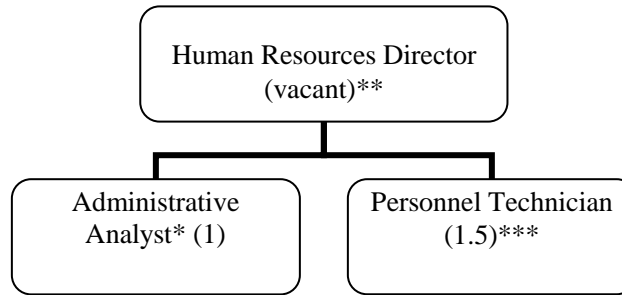 Human Resources Director
(vacant)**
Administrative
Analyst* (1)
Personnel Technician
(1.5)***